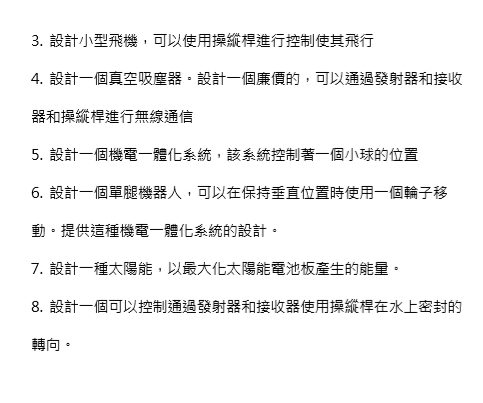 3. 設計小型飛機，可以使用操縱桿進行控制使其飛行
4. 設計一個真空吸塵器。設計一個廉價的，可以通過發射器和接收
器和操縱桿進行無線通信
5. 設計一個機電一體化系統，該系統控制著一個小球的位置
6. 設計一個單腿機器人，可以在保持垂直位置時使用一個輪子移
動。提供這種機電一體化系統的設計。
7. 設計一種太陽能，以最大化太陽能電池板產生的能量。
8. 設計一個可以控制通過發射器和接收器使用操縱桿在水上密封的
轉向。